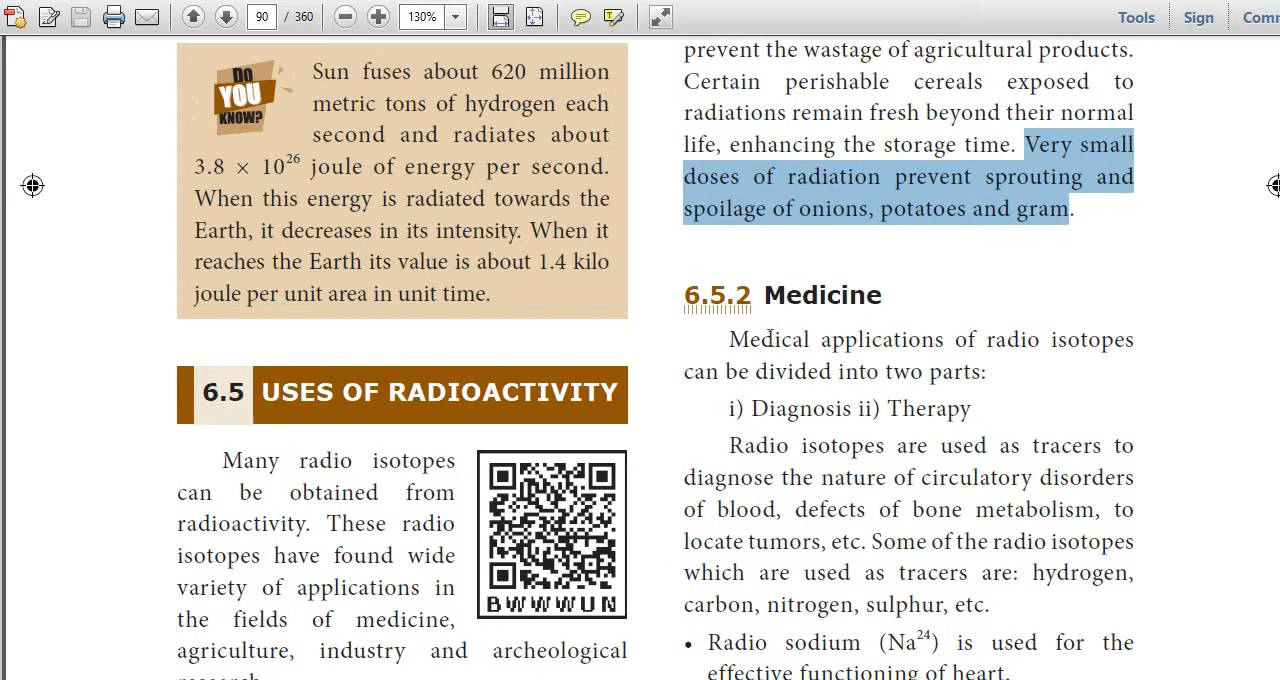 90 / 360 130% Tools Sign Comm
DO
YOU
KNOW?
Sun fuses about 620 million
metric tons of hydrogen each
second and radiates about
3.8 × 10²⁶ joule of energy per second.
When this energy is radiated towards the
Earth, it decreases in its intensity. When it
reaches the Earth its value is about 1.4 kilo
joule per unit area in unit time.
6.5 USES OF RADIOACTIVITY
Many radio isotopes
can be obtained from
radioactivity. These radio
isotopes have found wide
variety of applications in
the fields of medicine,
agriculture, industry and archeological
research.
BWWWUN
prevent the wastage of agricultural products.
Certain perishable cereals exposed to
radiations remain fresh beyond their normal
life, enhancing the storage time. Very small
doses of radiation prevent sprouting and
spoilage of onions, potatoes and gram.
6.5.2 Medicine
Medical applications of radio isotopes
can be divided into two parts:
i) Diagnosis ii) Therapy
Radio isotopes are used as tracers to
diagnose the nature of circulatory disorders
of blood, defects of bone metabolism, to
locate tumors, etc. Some of the radio isotopes
which are used as tracers are: hydrogen,
carbon, nitrogen, sulphur, etc.
• Radio sodium (Na²⁴) is used for the
effective functioning of heart.